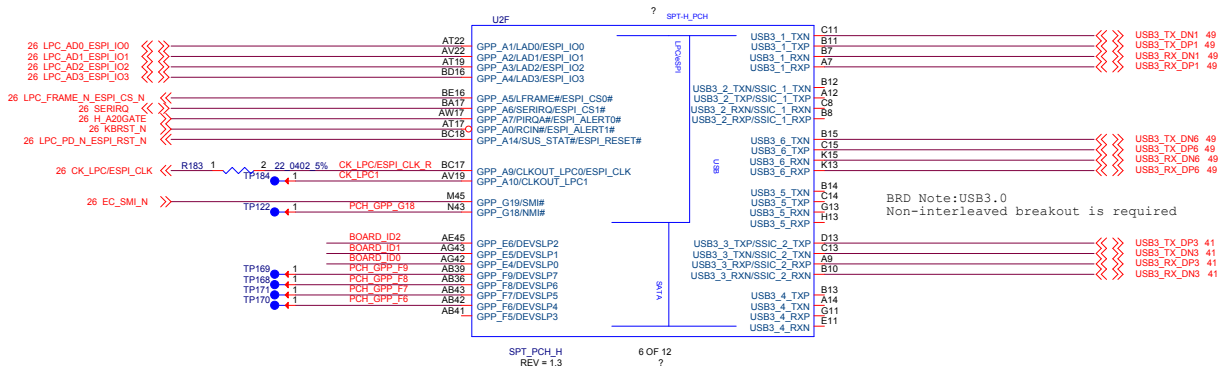 ?
U2F
SPT-H_PCH
26 LPC_AD0_ESPI_IO0 AT22 GPP_A1/LAD0/ESPI_IO0
26 LPC_AD1_ESPI_IO1 AV22 GPP_A2/LAD1/ESPI_IO1
26 LPC_AD2_ESPI_IO2 AT19 GPP_A3/LAD2/ESPI_IO2
26 LPC_AD3_ESPI_IO3 BD16 GPP_A4/LAD3/ESPI_IO3
26 LPC_FRAME_N_ESPI_CS_N BE16 GPP_A5/LFRAME#/ESPI_CS0#
26 SERIRQ BA17 GPP_A6/SERIRQ/ESPI_CS1#
26 H_A20GATE AW17 GPP_A7/PIRQA#/ESPI_ALERT0#
26 KBRST_N AT17 GPP_A0/RCIN#/ESPI_ALERT1#
26 LPC_PD_N_ESPI_RST_N BC18 GPP_A14/SUS_STAT#/ESPI_RESET#
26 CK_LPC/ESPI_CLK R183 1 2 22_0402_5% CK_LPC/ESPI_CLK_R BC17 GPP_A9/CLKOUT_LPC0/ESPI_CLK
TP184 1 CK_LPC1 AV19 GPP_A10/CLKOUT_LPC1
26 EC_SMI_N M45 GPP_G19/SMI#
TP122 1 PCH_GPP_G18 N43 GPP_G18/NMI#
BOARD_ID2 AE45 GPP_E6/DEVSLP2
BOARD_ID1 AG43 GPP_E5/DEVSLP1
BOARD_ID0 AG42 GPP_E4/DEVSLP0
TP169 1 PCH_GPP_F9 AB39 GPP_F9/DEVSLP7
TP168 1 PCH_GPP_F8 AB36 GPP_F8/DEVSLP6
TP171 1 PCH_GPP_F7 AB43 GPP_F7/DEVSLP5
TP170 1 PCH_GPP_F6 AB42 GPP_F6/DEVSLP4
AB41 GPP_F5/DEVSLP3
LPC/eSPI
USB
SATA
USB3_1_TXN C11 USB3_TX_DN1 49
USB3_1_TXP B11 USB3_TX_DP1 49
USB3_1_RXN B7 USB3_RX_DN1 49
USB3_1_RXP A7 USB3_RX_DP1 49
USB3_2_TXN/SSIC_1_TXN B12
USB3_2_TXP/SSIC_1_TXP A12
USB3_2_RXN/SSIC_1_RXN C8
USB3_2_RXP/SSIC_1_RXP B8
USB3_6_TXN B15 USB3_TX_DN6 49
USB3_6_TXP C15 USB3_TX_DP6 49
USB3_6_RXN K15 USB3_RX_DN6 49
USB3_6_RXP K13 USB3_RX_DP6 49
USB3_5_TXN B14
USB3_5_TXP C14
USB3_5_RXN G13
USB3_5_RXP H13
BRD Note:USB3.0
Non-interleaved breakout is required
USB3_3_TXP/SSIC_2_TXP D13 USB3_TX_DP3 41
USB3_3_TXN/SSIC_2_TXN C13 USB3_TX_DN3 41
USB3_3_RXP/SSIC_2_RXP A9 USB3_RX_DP3 41
USB3_3_RXN/SSIC_2_RXN B10 USB3_RX_DN3 41
USB3_4_TXP B13
USB3_4_TXN A14
USB3_4_RXP G11
USB3_4_RXN E11
SPT_PCH_H
REV = 1.3
6 OF 12
?